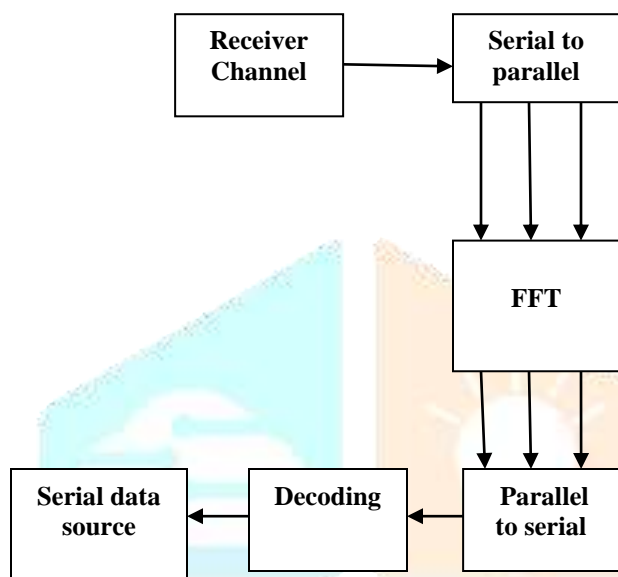 Receiver
Channel
Serial to
parallel
FFT
Serial data
source
Decoding
Parallel
to serial